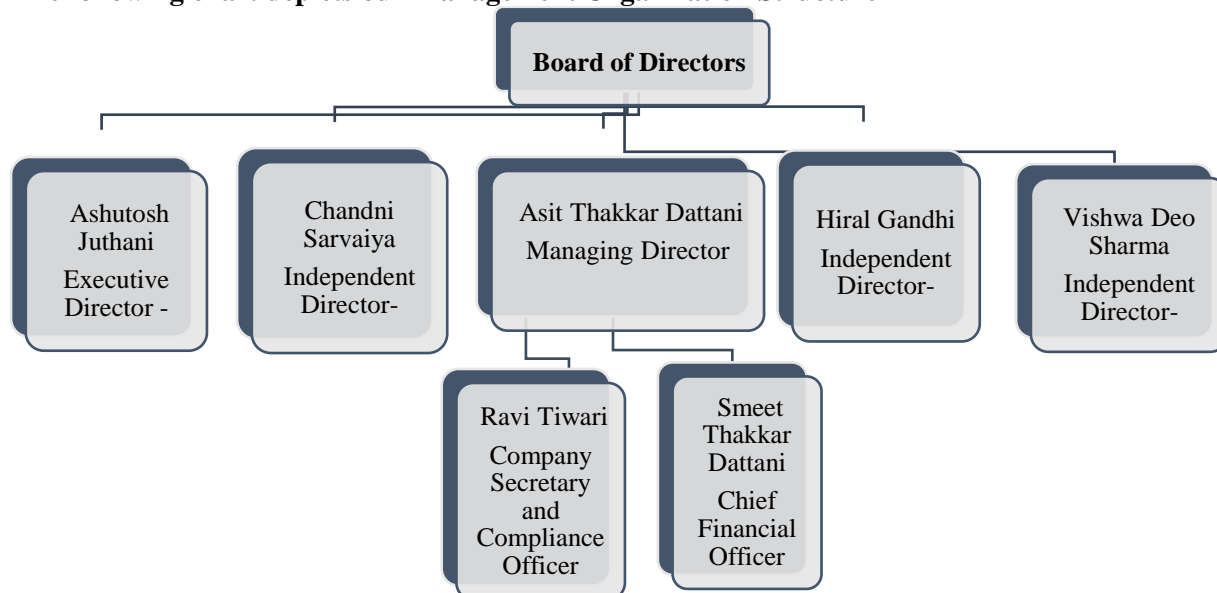 Board of Directors
Ashutosh
Juthani
Executive
Director -
Chandni
Sarvaiya
Independent
Director-
Asit Thakkar Dattani
Managing Director
Hiral Gandhi
Independent
Director-
Vishwa Deo
Sharma
Independent
Director-
Ravi Tiwari
Company
Secretary
and
Compliance
Officer
Smeet
Thakkar
Dattani
Chief
Financial
Officer